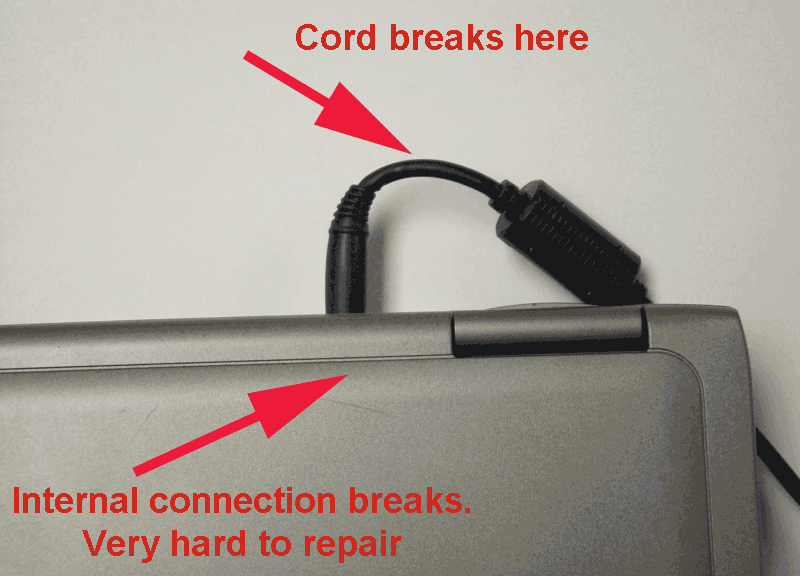 Cord breaks here
Internal connection breaks.
Very hard to repair